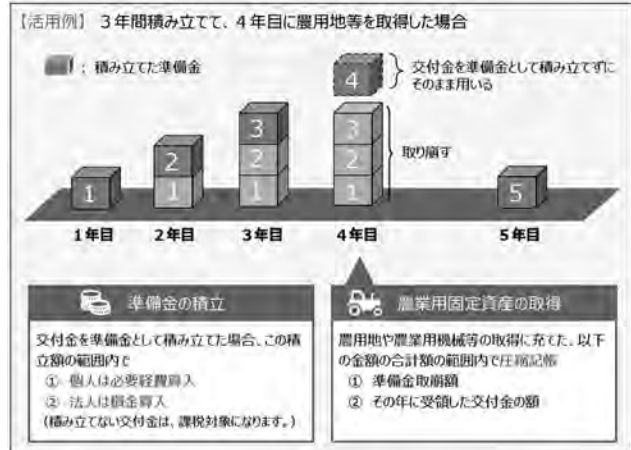 【活用例】 3年間積み立てて、4年目に農用地等を取得した場合
：積み立てた準備金
4
交付金を準備金として積み立てずに
そのまま用いる
3
3
2
2
2
取り崩す
1
1
1
1
5
1年目
2年目
3年目
4年目
5年目
準備金の積立
交付金を準備金として積み立てた場合、この積
立額の範囲内で
① 個人は必要経費算入
② 法人は損金算入
(積み立てない交付金は、課税対象になります。)
農業用固定資産の取得
農用地や農業用機械等の取得に充てた、以下
の金額の合計額の範囲内で圧縮記帳
① 準備金取崩額
② その年に受領した交付金の額